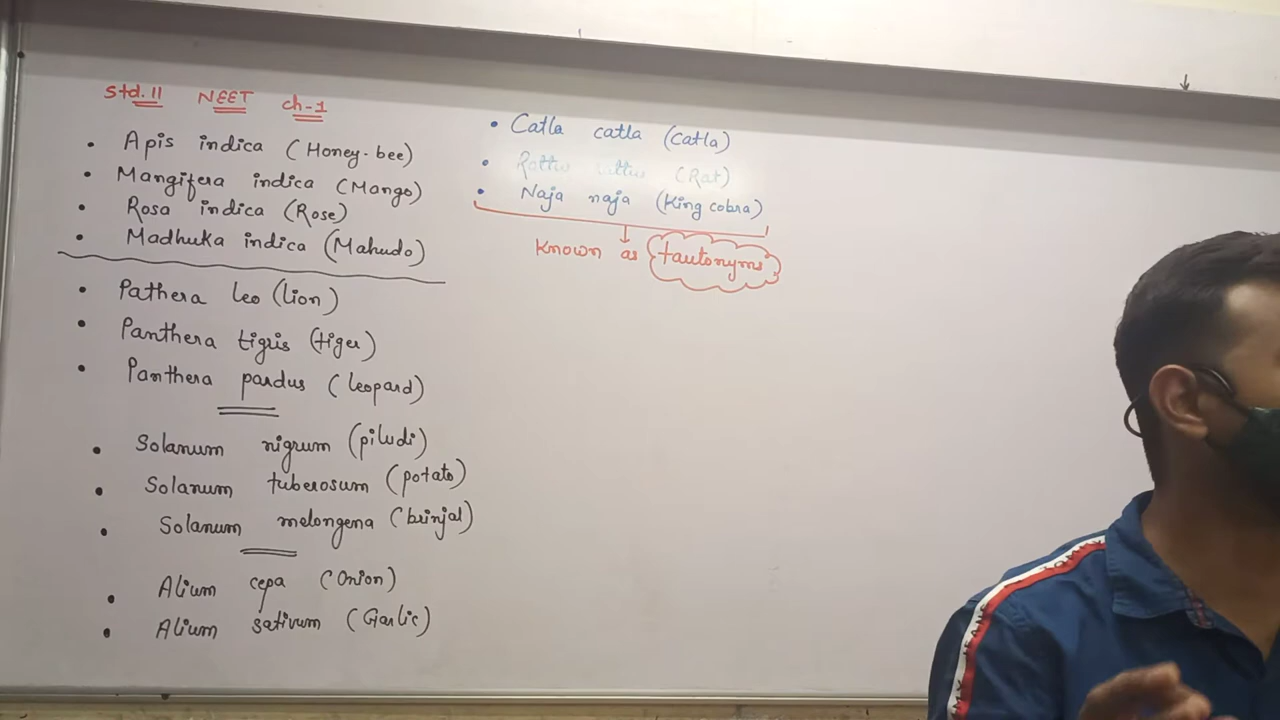 Std. 11 NEET ch-1
• Apis indica (Honey-bee)
• Mangifera indica (Mango)
• Rosa indica (Rose)
• Madhuka indica (Mahudo)
• Pathera leo (lion)
• Panthera tigris (tiger)
• Panthera pardus (leopard)
• Solanum nigrum (piludi)
• Solanum tuberosum (potato)
• Solanum melongena (brinjal)
• Alium cepa (Onion)
• Alium sativum (Garlic)
• Catla catla (Catla)
• Rattus rattus (Rat)
• Naja naja (King cobra)
Known as tautonyms